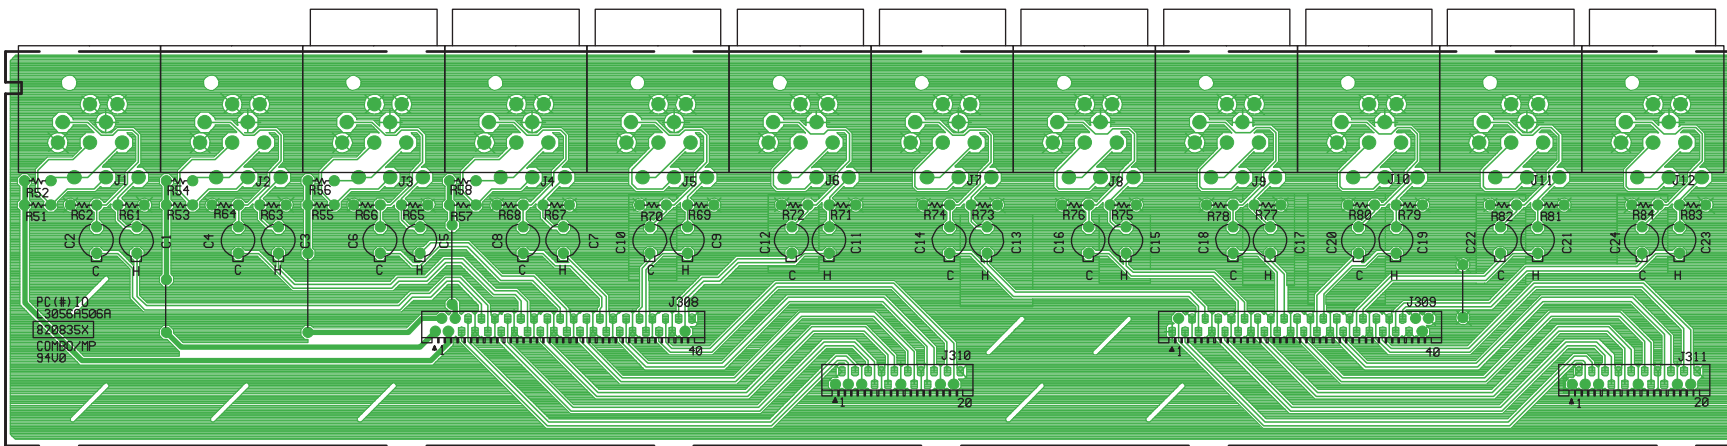 J1 J2 J3 J4 J5 J6 J7 J8 J9 J10 J11 J12
R52 R54 R56 R58
R51 R62 R61 R53 R64 R63 R55 R66 R65 R57 R68 R67 R70 R69 R72 R71 R74 R73 R76 R75 R78 R77 R80 R79 R82 R81 R84 R83
C2 C1 C4 C3 C6 C5 C8 C7 C10 C9 C12 C11 C14 C13 C16 C15 C18 C17 C20 C19 C22 C21 C24 C23
C H C H C H C H C H C H C H C H C H C H C H C H
PC(#)IO
L3056A506A
820835X
COMBO/MP
94V0
J308
1 40
J310
1 20
J309
1 40
J311
1 20